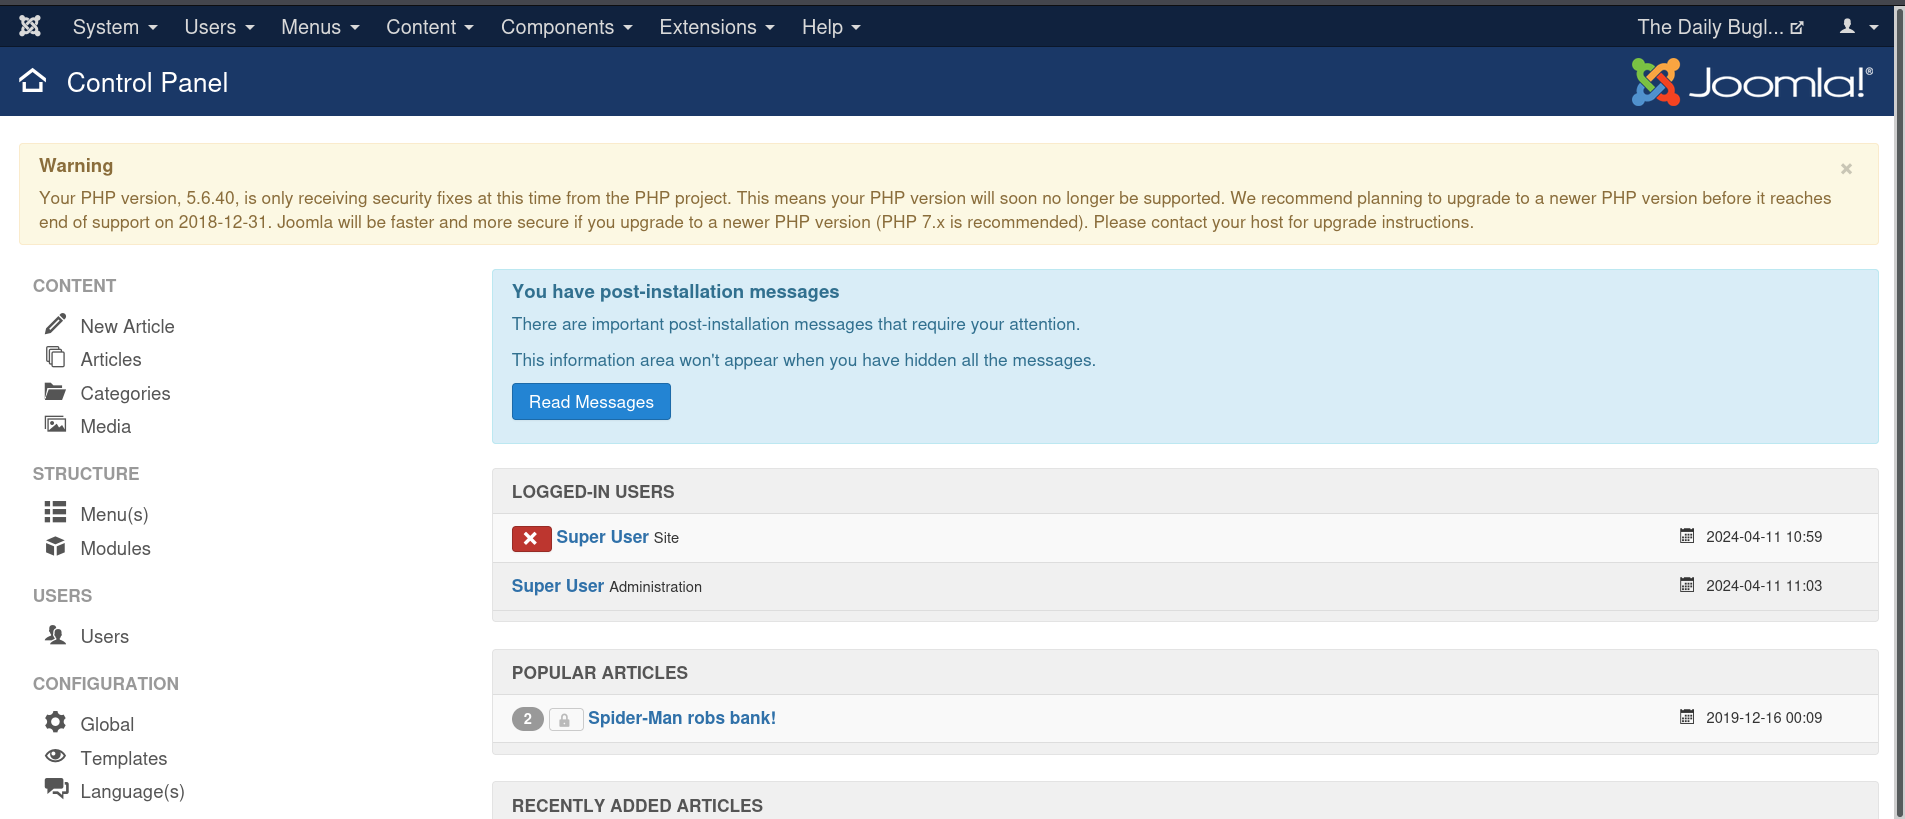 System Users Menus Content Components Extensions Help The Daily Bugl...
Control Panel Joomla!®
Warning
Your PHP version, 5.6.40, is only receiving security fixes at this time from the PHP project. This means your PHP version will soon no longer be supported. We recommend planning to upgrade to a newer PHP version before it reaches
end of support on 2018-12-31. Joomla will be faster and more secure if you upgrade to a newer PHP version (PHP 7.x is recommended). Please contact your host for upgrade instructions.
CONTENT
New Article
Articles
Categories
Media
STRUCTURE
Menu(s)
Modules
USERS
Users
CONFIGURATION
Global
Templates
Language(s)
You have post-installation messages
There are important post-installation messages that require your attention.
This information area won't appear when you have hidden all the messages.
Read Messages
LOGGED-IN USERS
Super User Site 2024-04-11 10:59
Super User Administration 2024-04-11 11:03
POPULAR ARTICLES
2 Spider-Man robs bank! 2019-12-16 00:09
RECENTLY ADDED ARTICLES